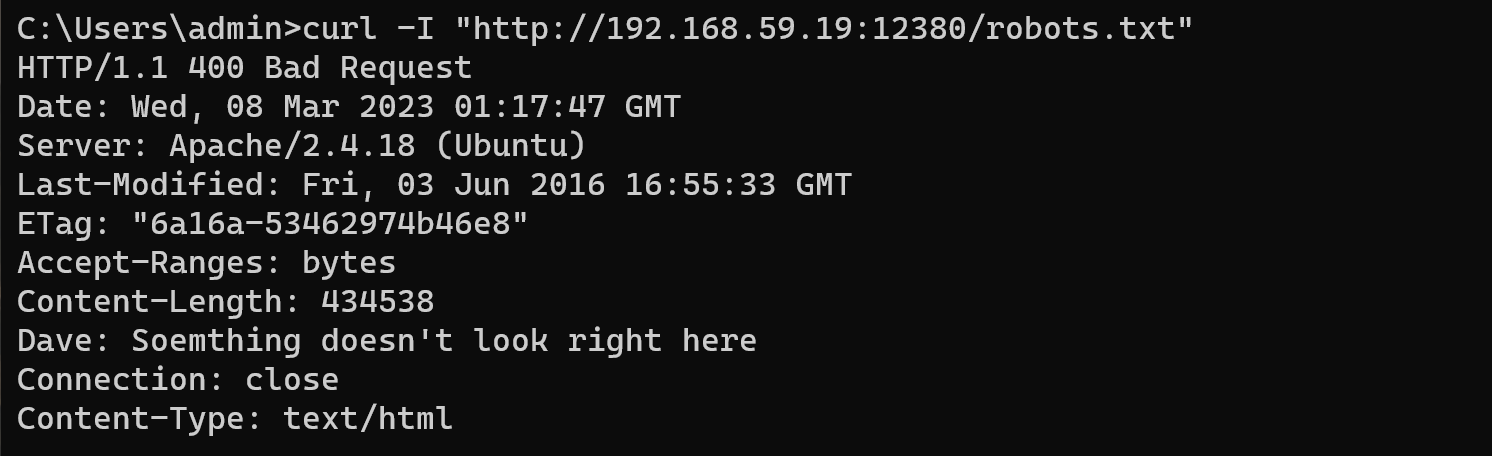 C:\Users\admin>curl -I "http://192.168.59.19:12380/robots.txt"
HTTP/1.1 400 Bad Request
Date: Wed, 08 Mar 2023 01:17:47 GMT
Server: Apache/2.4.18 (Ubuntu)
Last-Modified: Fri, 03 Jun 2016 16:55:33 GMT
ETag: "6a16a-53462974b46e8"
Accept-Ranges: bytes
Content-Length: 434538
Dave: Soemthing doesn't look right here
Connection: close
Content-Type: text/html